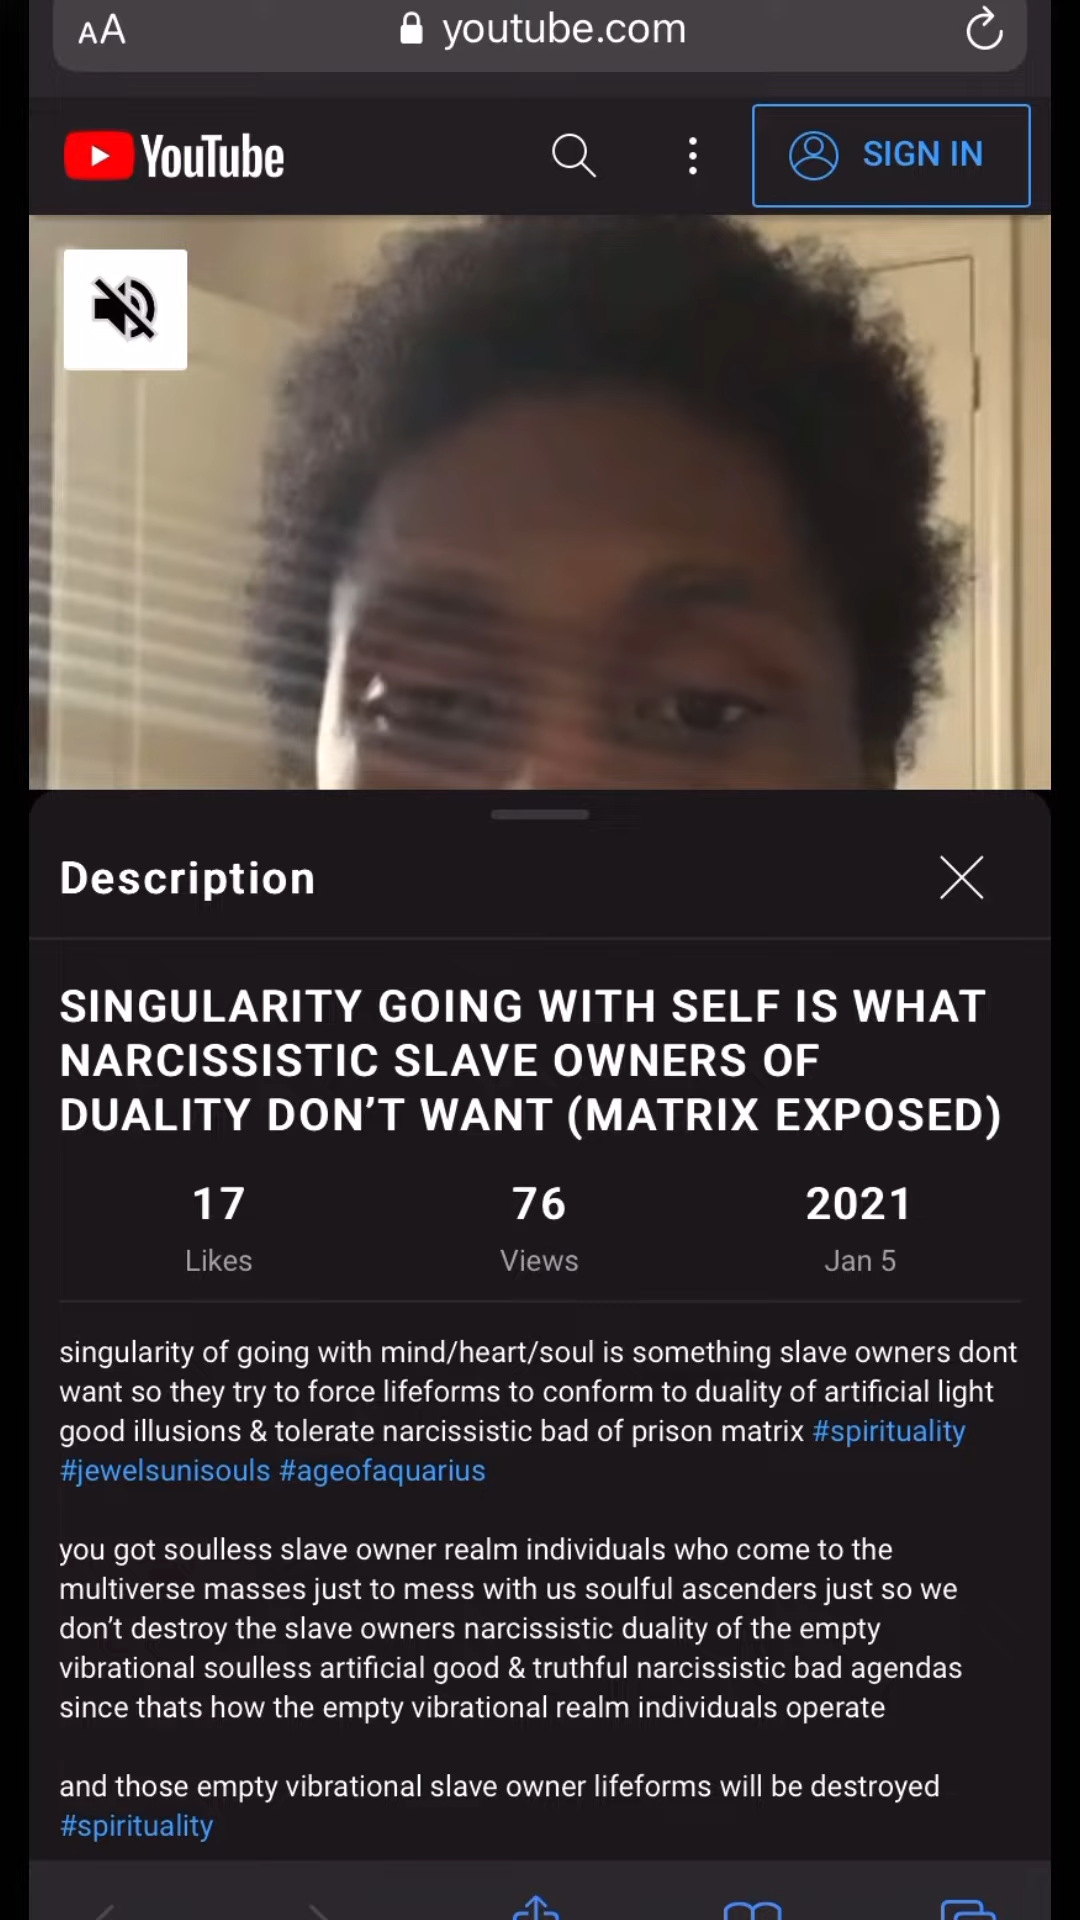 AA youtube.com
YouTube SIGN IN
Description
SINGULARITY GOING WITH SELF IS WHAT
NARCISSISTIC SLAVE OWNERS OF
DUALITY DON’T WANT (MATRIX EXPOSED)
17 76 2021
Likes Views Jan 5
singularity of going with mind/heart/soul is something slave owners dont
want so they try to force lifeforms to conform to duality of artificial light
good illusions & tolerate narcissistic bad of prison matrix #spirituality
#jewelsunisouls #ageofaquarius
you got soulless slave owner realm individuals who come to the
multiverse masses just to mess with us soulful ascenders just so we
don’t destroy the slave owners narcissistic duality of the empty
vibrational soulless artificial good & truthful narcissistic bad agendas
since thats how the empty vibrational realm individuals operate
and those empty vibrational slave owner lifeforms will be destroyed
#spirituality